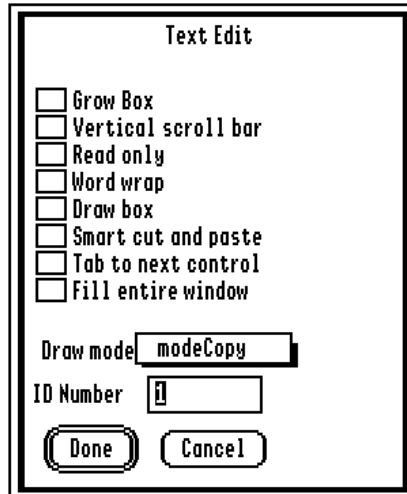 Text Edit
Grow Box
Vertical scroll bar
Read only
Word wrap
Draw box
Smart cut and paste
Tab to next control
Fill entire window
Draw mode modeCopy
ID Number 1
Done Cancel